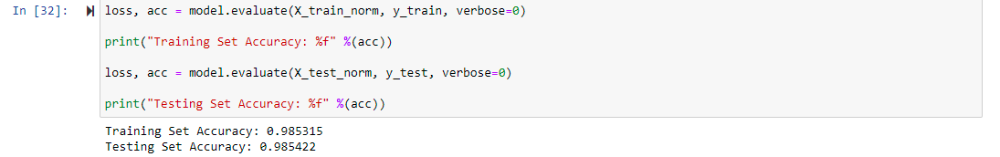 In [32]: loss, acc = model.evaluate(X_train_norm, y_train, verbose=0)
print("Training Set Accuracy: %f" %(acc))
loss, acc = model.evaluate(X_test_norm, y_test, verbose=0)
print("Testing Set Accuracy: %f" %(acc))
Training Set Accuracy: 0.985315
Testing Set Accuracy: 0.985422